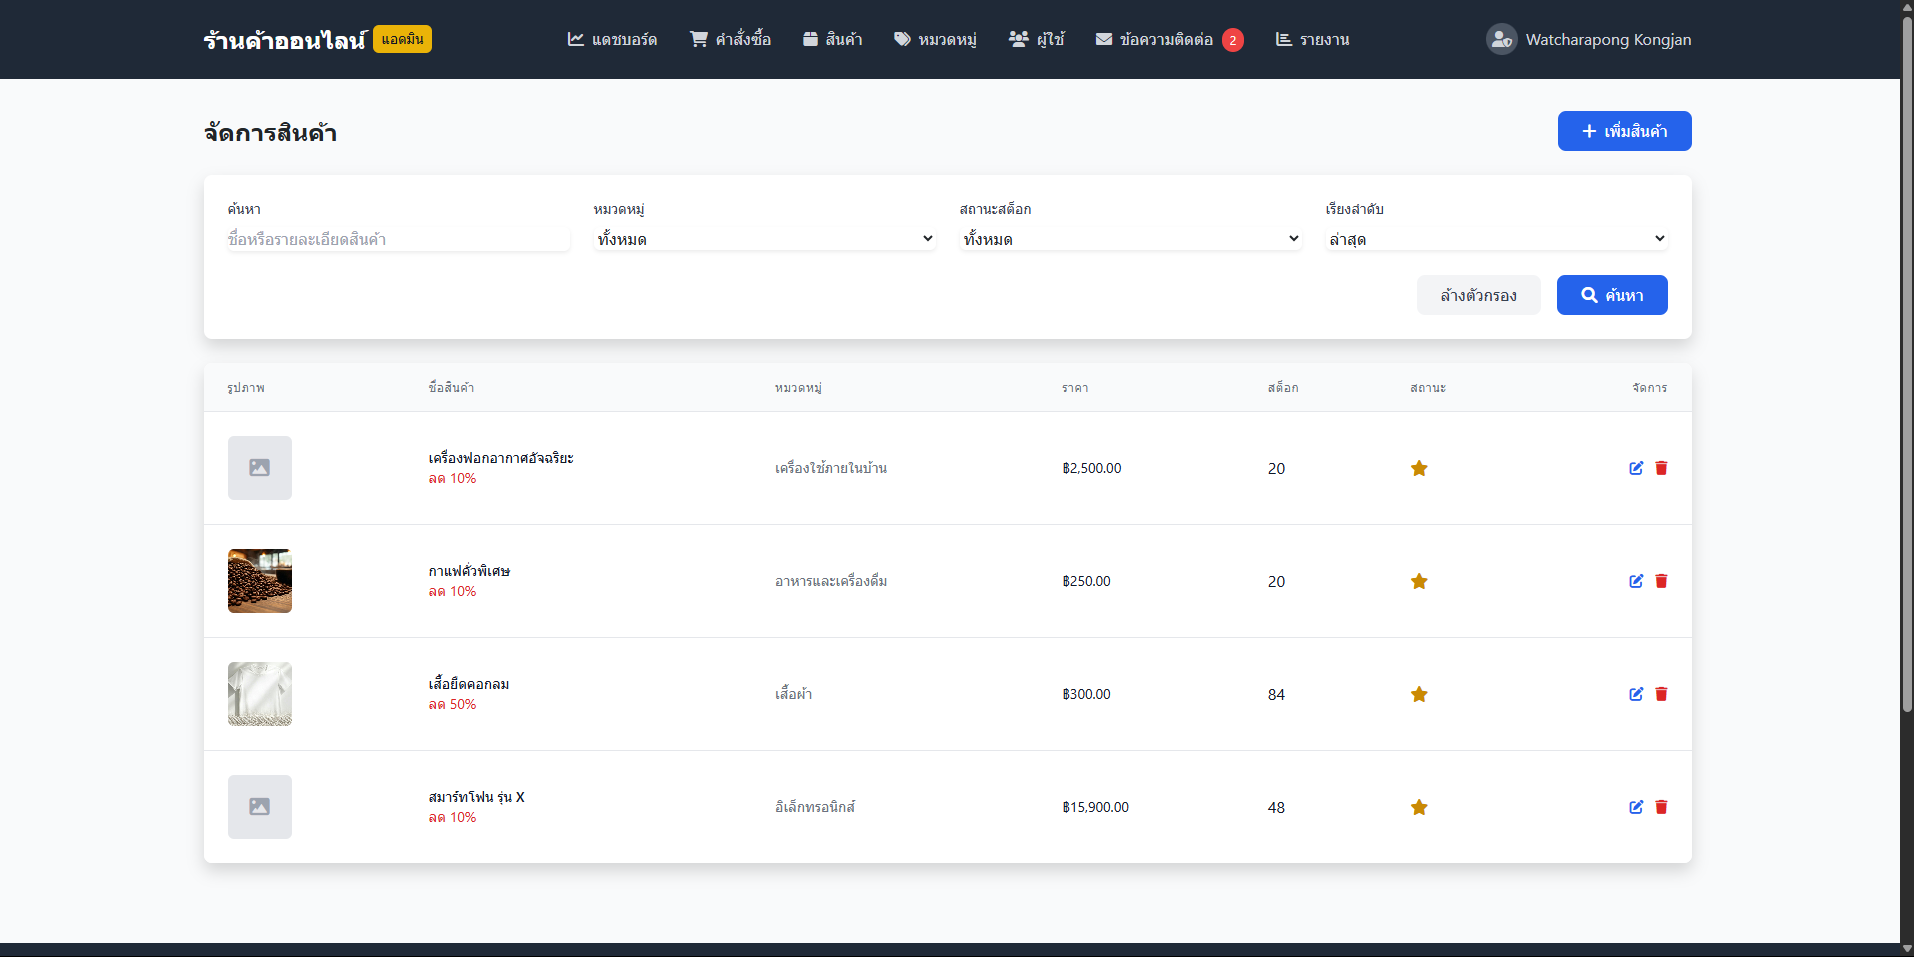 ร้านค้าออนไลน์ แอดมิน แดชบอร์ด คำสั่งซื้อ สินค้า หมวดหมู่ ผู้ใช้ ข้อความติดต่อ 2 รายงาน Watcharapong Kongjan
จัดการสินค้า เพิ่มสินค้า
ค้นหา หมวดหมู่ สถานะสต็อก เรียงลำดับ
ชื่อหรือรายละเอียดสินค้า ทั้งหมด ทั้งหมด ล่าสุด
ล้างตัวกรอง ค้นหา
รูปภาพ ชื่อสินค้า หมวดหมู่ ราคา สต็อก สถานะ จัดการ
เครื่องฟอกอากาศอัจฉริยะ
ลด 10%
เครื่องใช้ภายในบ้าน ฿2,500.00 20
กาแฟคั่วพิเศษ
ลด 10%
อาหารและเครื่องดื่ม ฿250.00 20
เสื้อยืดคอกลม
ลด 50%
เสื้อผ้า ฿300.00 84
สมาร์ทโฟน รุ่น X
ลด 10%
อิเล็กทรอนิกส์ ฿15,900.00 48